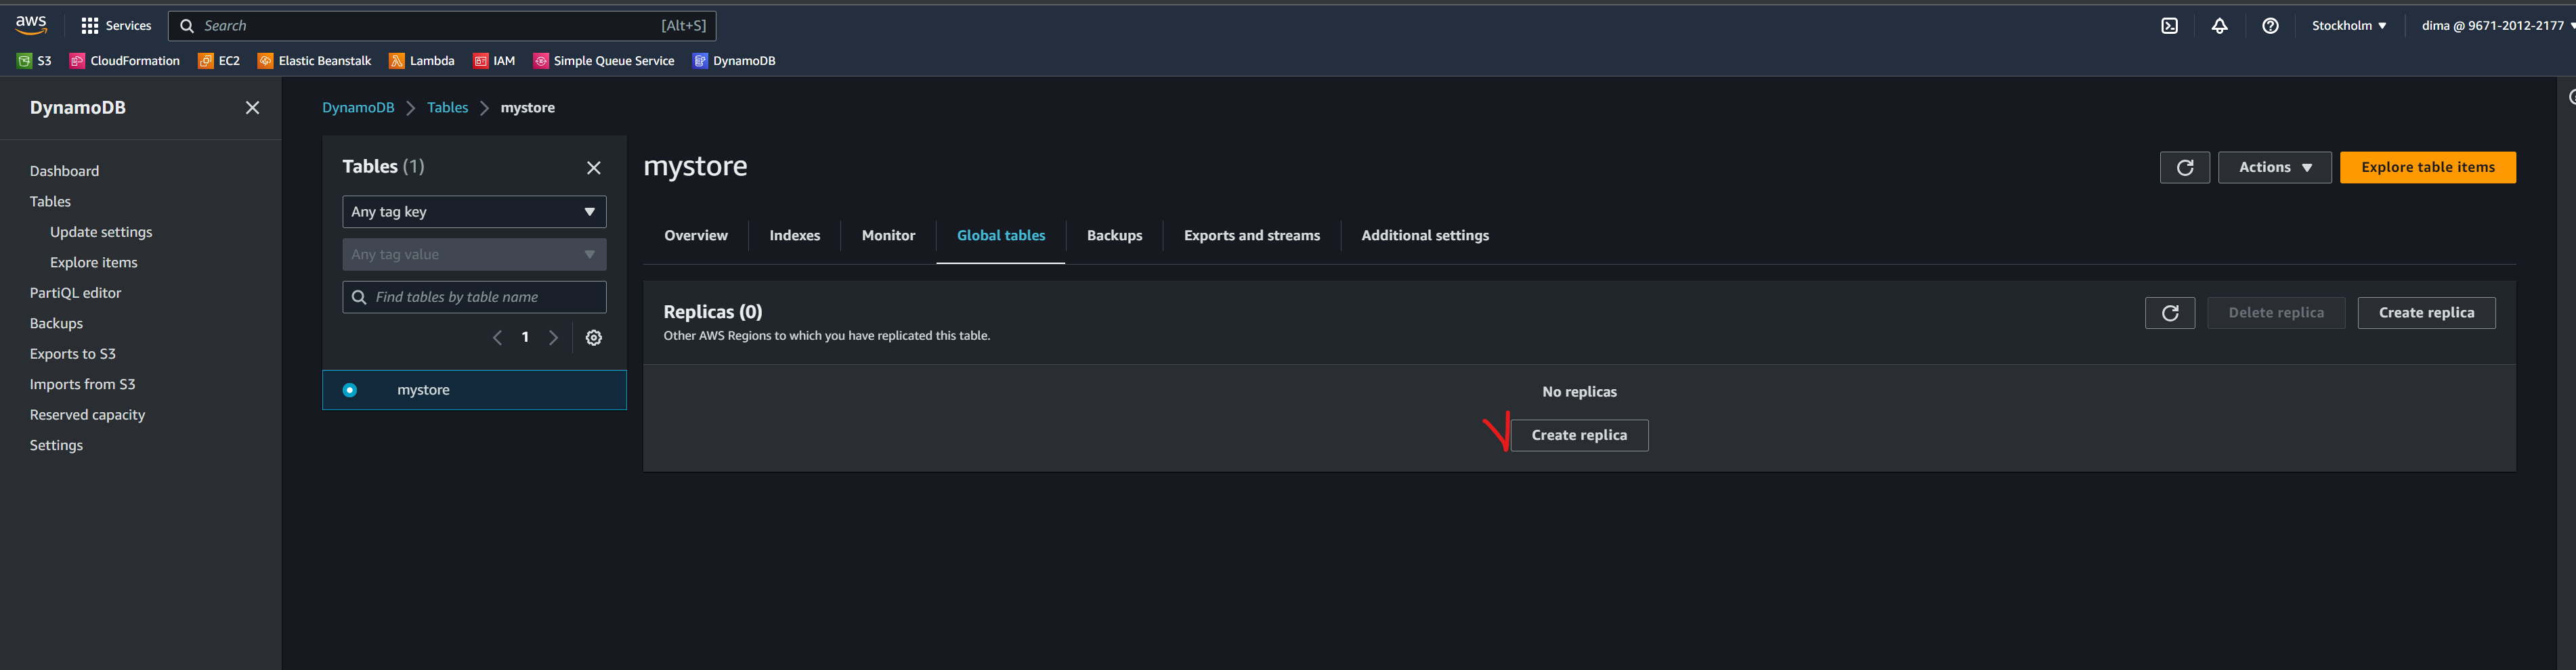 aws
Services
Search [Alt+S]
Stockholm
dima @ 9671-2012-2177
S3
CloudFormation
EC2
Elastic Beanstalk
Lambda
IAM
Simple Queue Service
DynamoDB
DynamoDB
Dashboard
Tables
Update settings
Explore items
PartiQL editor
Backups
Exports to S3
Imports from S3
Reserved capacity
Settings
DynamoDB
Tables
mystore
Tables (1)
Any tag key
Any tag value
Find tables by table name
1
mystore
mystore
Actions
Explore table items
Overview
Indexes
Monitor
Global tables
Backups
Exports and streams
Additional settings
Replicas (0)
Other AWS Regions to which you have replicated this table.
Delete replica
Create replica
No replicas
Create replica